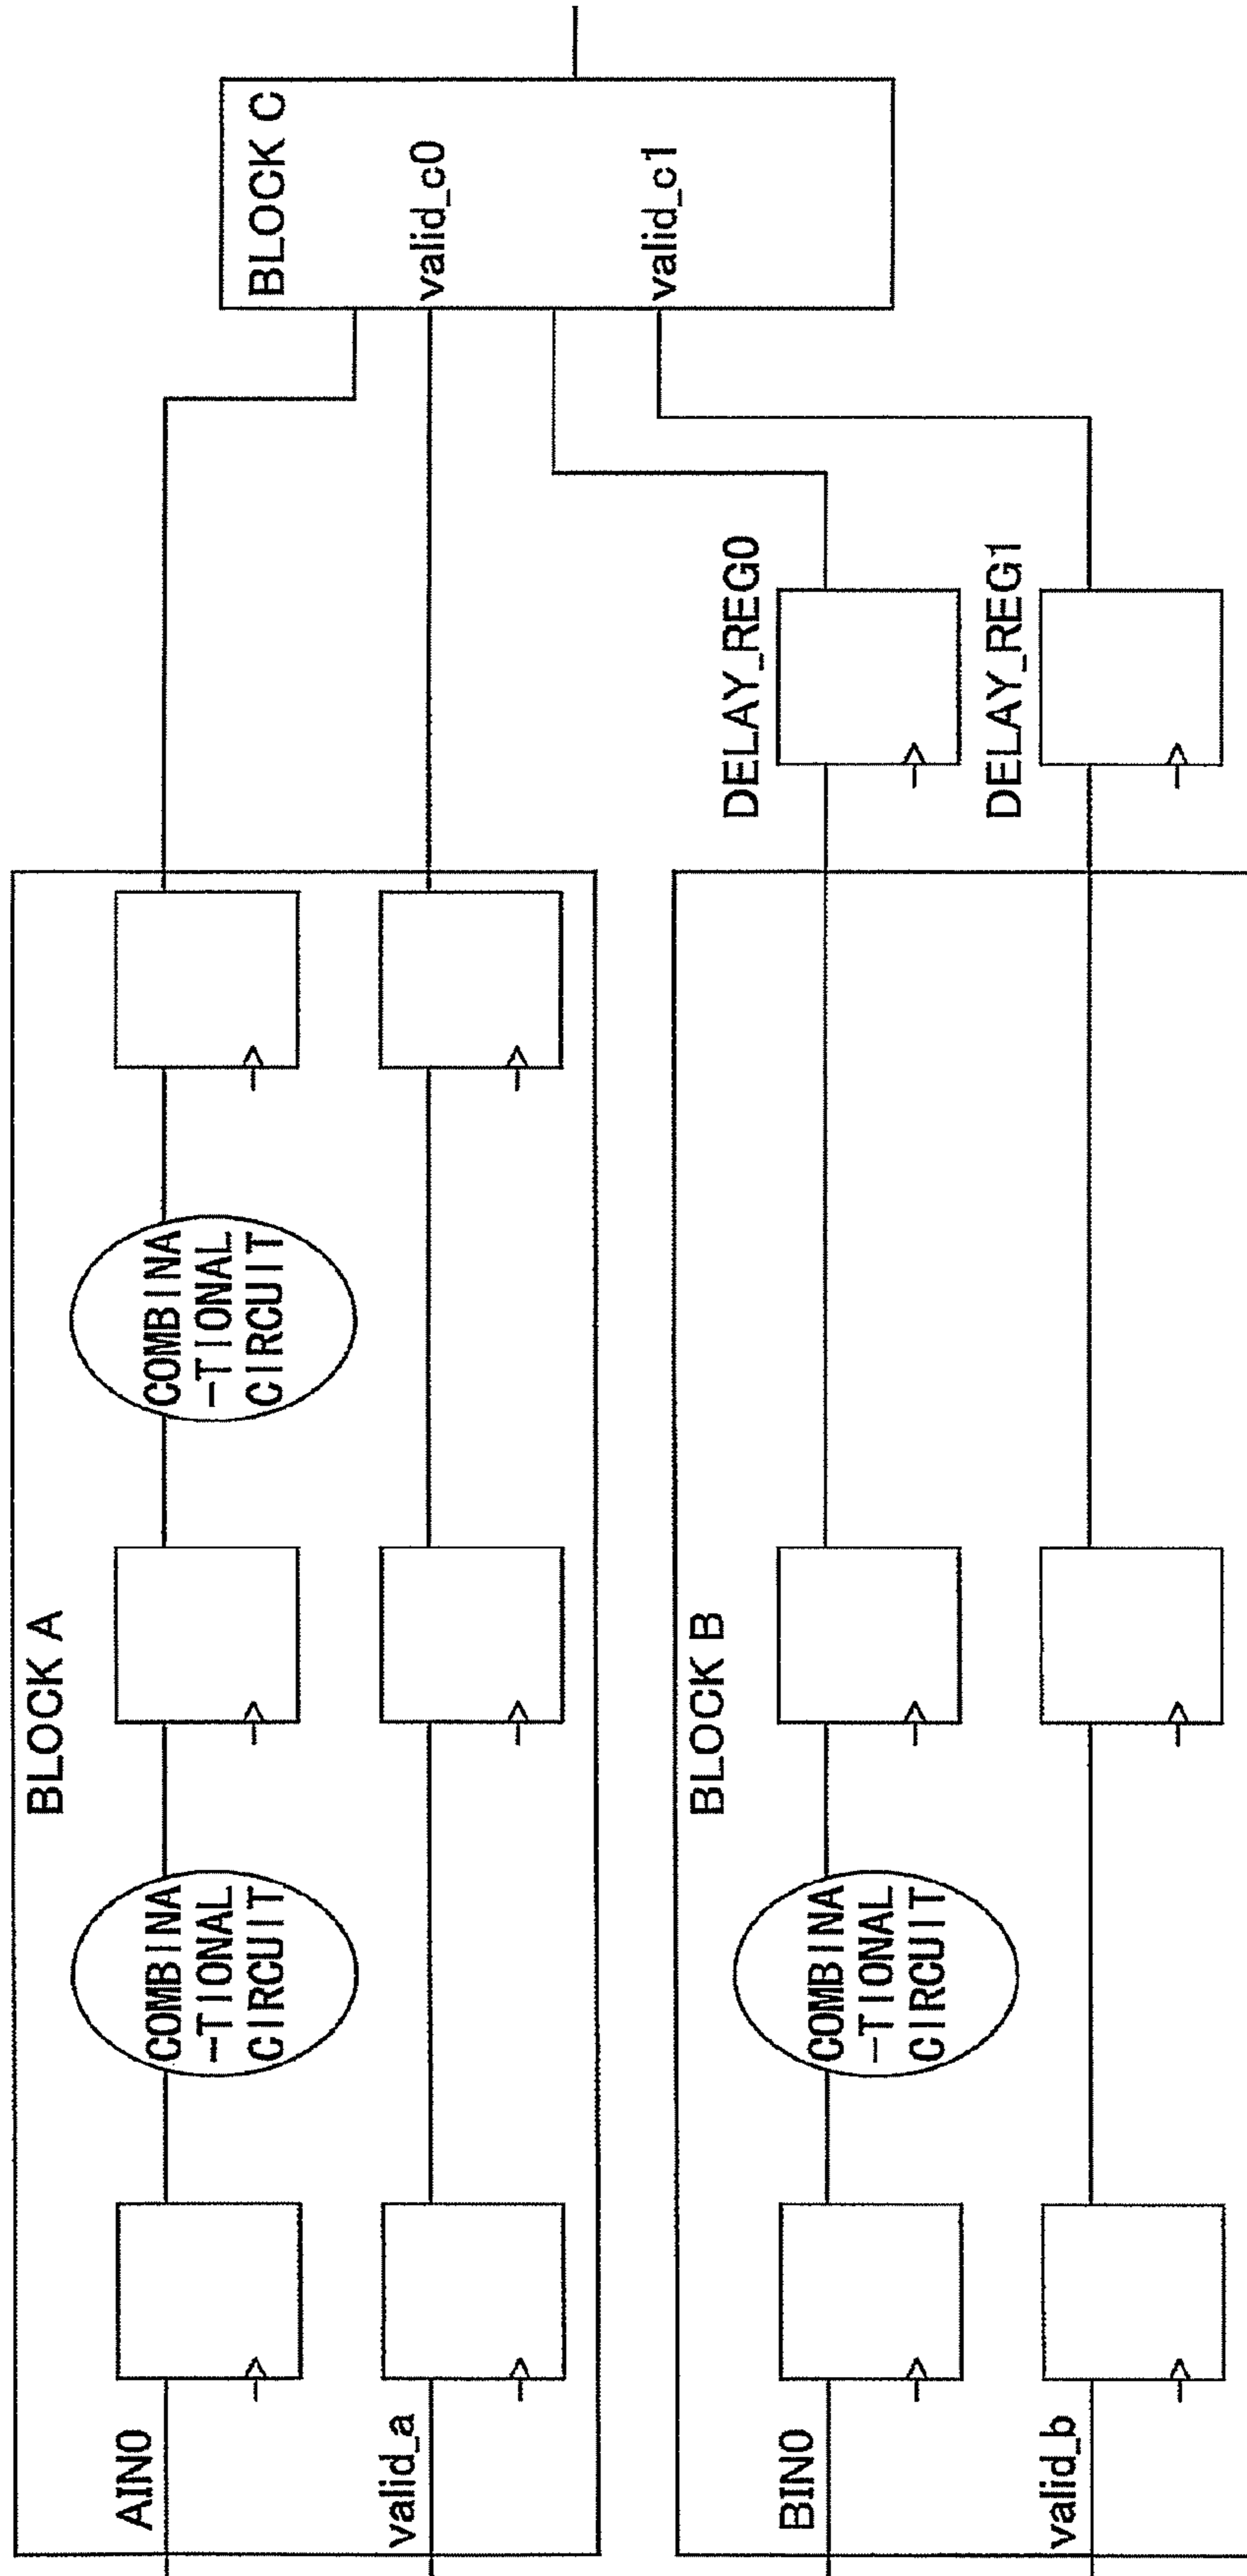 BLOCK A
AIN0
COMBINA
-TIONAL
CIRCUIT
COMBINA
-TIONAL
CIRCUIT
valid_a
BLOCK B
BIN0
COMBINA
-TIONAL
CIRCUIT
valid_b
DELAY_REG0
DELAY_REG1
BLOCK C
valid_c0
valid_c1